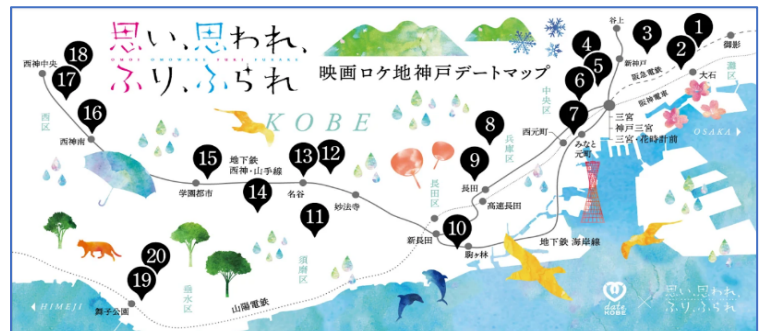 思い、思われ、
ふり、ふられ
OMOI OMOWARE FURI FURARE
映画ロケ地神戸デートマップ
KOBE
西神中央
18
17
西区
16
西神南
15
学園都市
地下鉄
西神・山手線
14
13
12
名谷
11
須磨区
妙法寺
10
新長田
駒ヶ林
長田区
9
長田
高速長田
8
兵庫区
西元町
みなと
元町
7
中央区
6
5
4
谷上
3
新神戸
阪急電鉄
2
1
御影
大石
灘区
阪神電車
三宮
神戸三宮
三宮・花時計前
OSAKA
地下鉄 海岸線
20
19
舞子公園
垂水区
山陽電鉄
HIMEJI
date
KOBE
×
思い、思われ、
ふり、ふられ